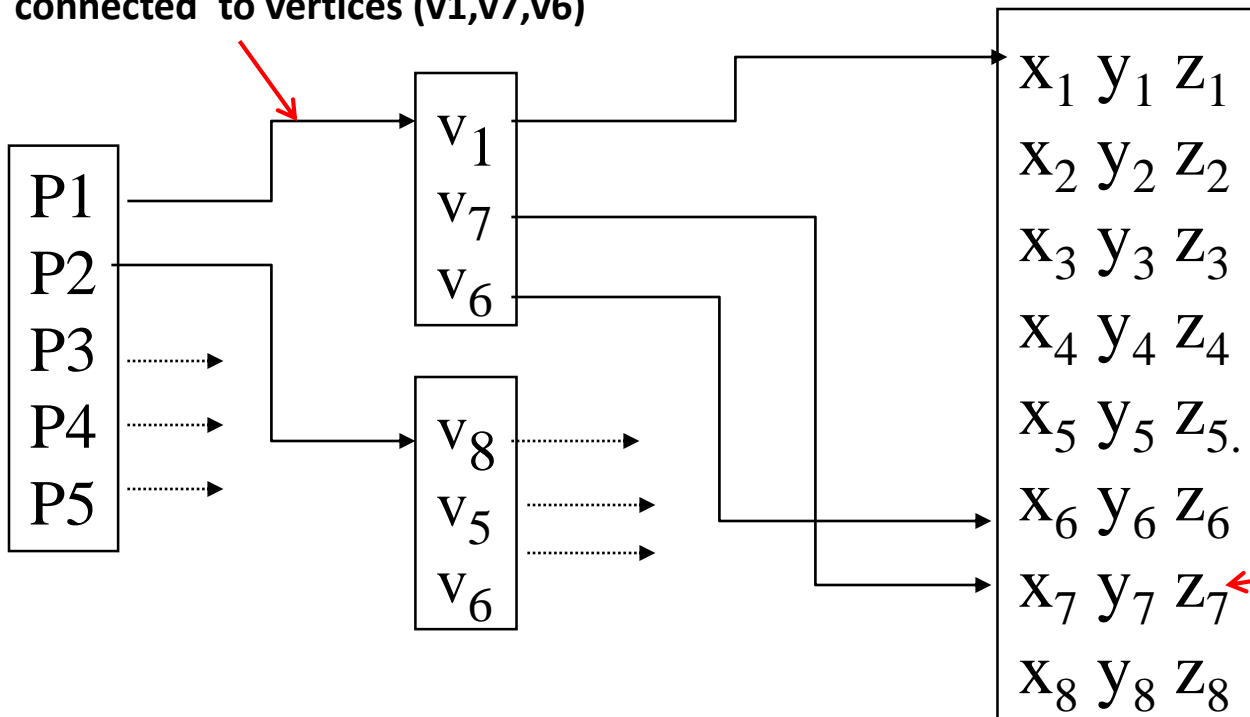 connected to vertices (v1,v7,v6)
P1
P2
P3
P4
P5
v₁
v₇
v₆
v₈
v₅
v₆
x₁ y₁ z₁
x₂ y₂ z₂
x₃ y₃ z₃
x₄ y₄ z₄
x₅ y₅ z₅.
x₆ y₆ z₆
x₇ y₇ z₇
x₈ y₈ z₈